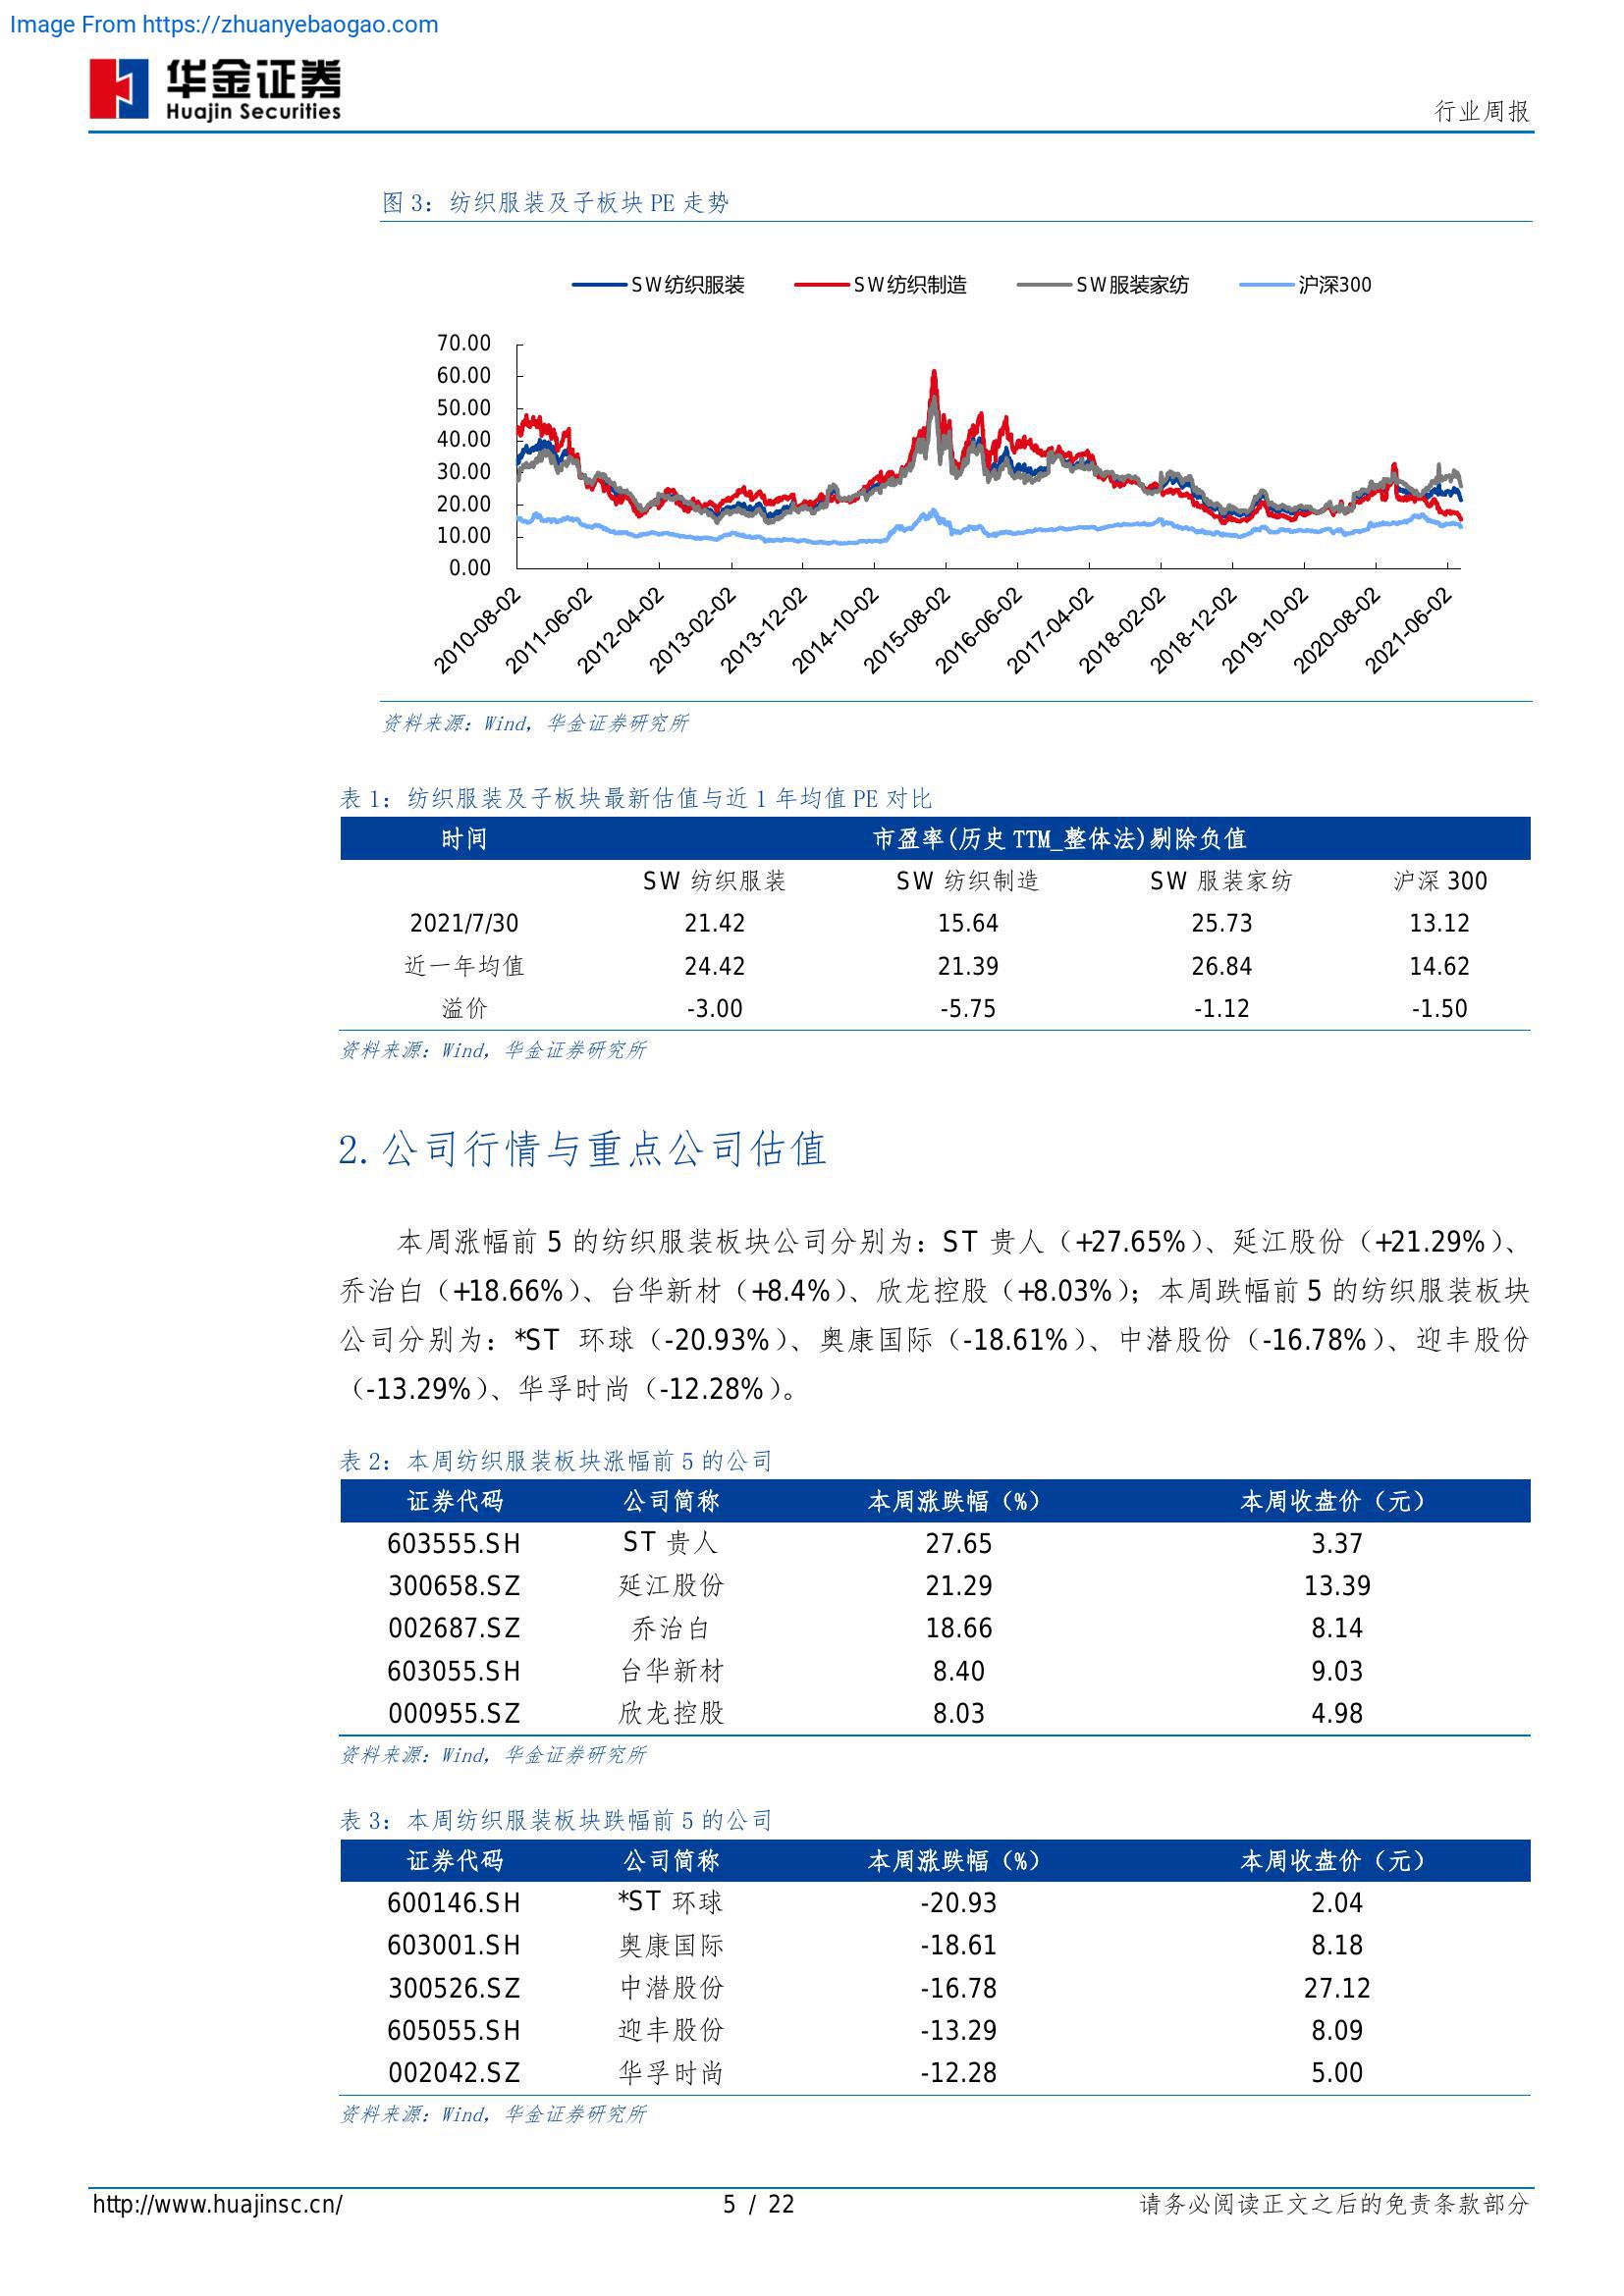 Image From https://zhuanyebaogao.com
华金证券
Huajin Securities
行业周报
图 3：纺织服装及子板块 PE 走势
SW纺织服装 SW纺织制造 SW服装家纺 沪深300
70.00
60.00
50.00
40.00
30.00
20.00
10.00
0.00
2010-08-02 2011-06-02 2012-04-02 2013-02-02 2013-12-02 2014-10-02 2015-08-02 2016-06-02 2017-04-02 2018-02-02 2018-12-02 2019-10-02 2020-08-02 2021-06-02
资料来源：Wind，华金证券研究所
表 1：纺织服装及子板块最新估值与近 1 年均值 PE 对比
时间 市盈率(历史 TTM_整体法)剔除负值
SW 纺织服装 SW 纺织制造 SW 服装家纺 沪深 300
2021/7/30 21.42 15.64 25.73 13.12
近一年均值 24.42 21.39 26.84 14.62
溢价 -3.00 -5.75 -1.12 -1.50
资料来源：Wind，华金证券研究所
2.公司行情与重点公司估值
本周涨幅前 5 的纺织服装板块公司分别为：ST 贵人（+27.65%）、延江股份（+21.29%）、
乔治白（+18.66%）、台华新材（+8.4%）、欣龙控股（+8.03%）；本周跌幅前 5 的纺织服装板块
公司分别为：*ST 环球（-20.93%）、奥康国际（-18.61%）、中潜股份（-16.78%）、迎丰股份
（-13.29%）、华孚时尚（-12.28%）。
表 2：本周纺织服装板块涨幅前 5 的公司
证券代码 公司简称 本周涨跌幅（%） 本周收盘价（元）
603555.SH ST 贵人 27.65 3.37
300658.SZ 延江股份 21.29 13.39
002687.SZ 乔治白 18.66 8.14
603055.SH 台华新材 8.40 9.03
000955.SZ 欣龙控股 8.03 4.98
资料来源：Wind，华金证券研究所
表 3：本周纺织服装板块跌幅前 5 的公司
证券代码 公司简称 本周涨跌幅（%） 本周收盘价（元）
600146.SH *ST 环球 -20.93 2.04
603001.SH 奥康国际 -18.61 8.18
300526.SZ 中潜股份 -16.78 27.12
605055.SH 迎丰股份 -13.29 8.09
002042.SZ 华孚时尚 -12.28 5.00
资料来源：Wind，华金证券研究所
http://www.huajinsc.cn/ 5 / 22 请务必阅读正文之后的免责条款部分